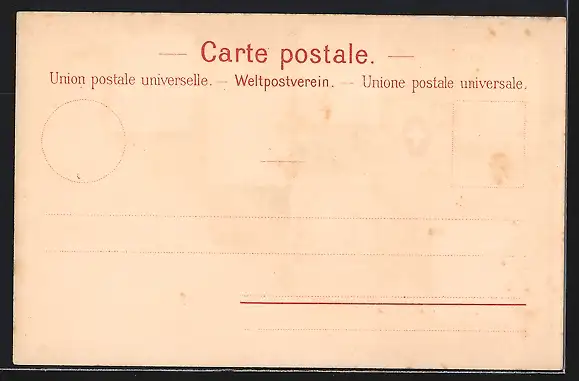 — Carte postale. —
Union postale universelle. — Weltpostverein. — Unione postale universale.